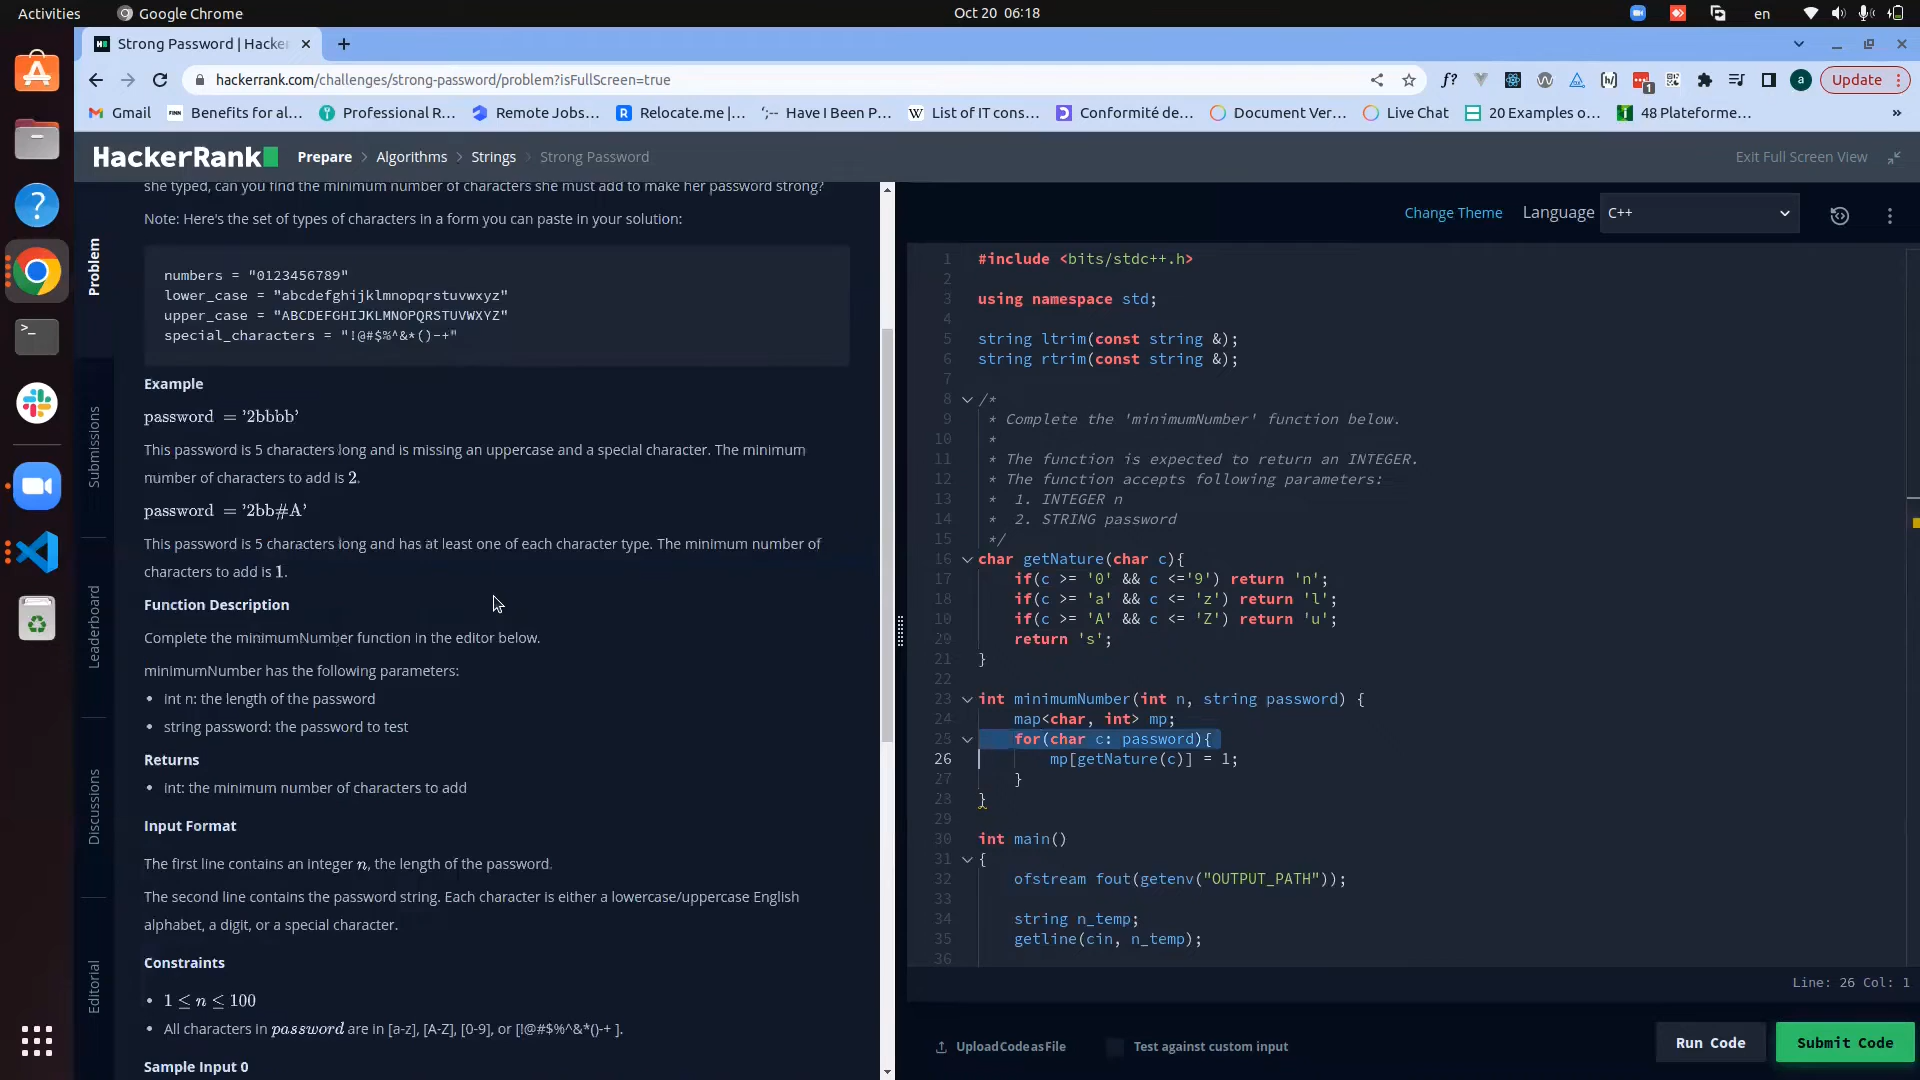 Activities
Google Chrome
Oct 20 06:18
en
Strong Password | Hacke
hackerrank.com/challenges/strong-password/problem?isFullScreen=true
f?
1
a
Update
Gmail
FINN
Benefits for al...
Professional R...
Remote Jobs...
R
Relocate.me |...
Have I Been P...
W
List of IT cons...
Conformité de...
Document Ver...
Live Chat
20 Examples o...
48 Plateforme...
»
HackerRank
Prepare > Algorithms > Strings > Strong Password
Exit Full Screen View
Problem
Submissions
Leaderboard
Discussions
Editorial
she typed, can you find the minimum number of characters she must add to make her password strong?
Note: Here's the set of types of characters in a form you can paste in your solution:
numbers = "0123456789"
lower_case = "abcdefghijklmnopqrstuvwxyz"
upper_case = "ABCDEFGHIJKLMNOPQRSTUVWXYZ"
special_characters = "!@#$%^&*()-+"
Example
password = '2bbbb'
This password is 5 characters long and is missing an uppercase and a special character. The minimum
number of characters to add is 2.
password = '2bb#A'
This password is 5 characters long and has at least one of each character type. The minimum number of
characters to add is 1.
Function Description
Complete the minimumNumber function in the editor below.
minimumNumber has the following parameters:
• int n: the length of the password
• string password: the password to test
Returns
• int: the minimum number of characters to add
Input Format
The first line contains an integer n, the length of the password.
The second line contains the password string. Each character is either a lowercase/uppercase English
alphabet, a digit, or a special character.
Constraints
• 1 ≤ n ≤ 100
• All characters in password are in [a-z], [A-Z], [0-9], or [!@#$%^&*()-+ ].
Sample Input 0
Change Theme
Language
C++
1 #include <bits/stdc++.h>
2
3 using namespace std;
4
5 string ltrim(const string &);
6 string rtrim(const string &);
7
8 /*
9 * Complete the 'minimumNumber' function below.
10 *
11 * The function is expected to return an INTEGER.
12 * The function accepts following parameters:
13 * 1. INTEGER n
14 * 2. STRING password
15 */
16 char getNature(char c){
17 if(c >= '0' && c <='9') return 'n';
18 if(c >= 'a' && c <= 'z') return 'l';
10 if(c >= 'A' && c <= 'Z') return 'u';
29 return 's';
21 }
22
23 int minimumNumber(int n, string password) {
24 map<char, int> mp;
25 for(char c: password){
26 mp[getNature(c)] = 1;
27 }
23 }
29
30 int main()
31 {
32 ofstream fout(getenv("OUTPUT_PATH"));
33
34 string n_temp;
35 getline(cin, n_temp);
36
Line: 26 Col: 1
Upload Code as File
Test against custom input
Run Code
Submit Code